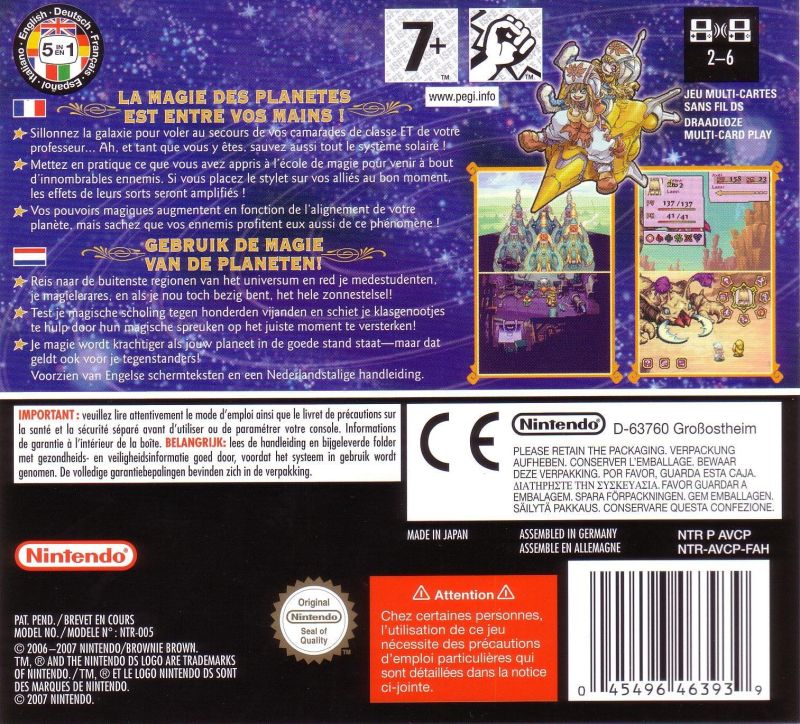 English • Deutsch • Français • Español • Italiano
5 IN EN 1
7+
™
™
www.pegi.info
2–6
JEU MULTI-CARTES
SANS FIL DS
DRAADLOZE
MULTI-CARD PLAY
LA MAGIE DES PLANETES
EST ENTRE VOS MAINS !
Sillonnez la galaxie pour voler au secours de vos camarades de classe ET de votre
professeur... Ah, et tant que vous y êtes, sauvez aussi tout le système solaire !
Mettez en pratique ce que vous avez appris à l'école de magie pour venir à bout
d'innombrables ennemis. Si vous placez le stylet sur vos alliés au bon moment,
les effets de leurs sorts seront amplifiés !
Vos pouvoirs magiques augmentent en fonction de l'alignement de votre
planète, mais sachez que vos ennemis profitent eux aussi de ce phénomène !
GEBRUIK DE MAGIE
VAN DE PLANETEN!
Reis naar de buitenste regionen van het universum en red je medestudenten,
je magielerares, en als je nou toch bezig bent, het hele zonnestelsel!
Test je magische scholing tegen honderden vijanden en schiet je klasgenootjes
te hulp door hun magische spreuken op het juiste moment te versterken!
Je magie wordt krachtiger als jouw planeet in de goede stand staat—maar dat
geldt ook voor je tegenstanders!
Voorzien van Engelse schermteksten en een Nederlandstalige handleiding.
158 23
137/137
41/41
IMPORTANT : veuillez lire attentivement le mode d'emploi ainsi que le livret de précautions sur
la santé et la sécurité séparé avant d'utiliser ou de paramétrer votre console. Informations
de garantie à l'intérieur de la boîte. BELANGRIJK: lees de handleiding en bijgeleverde folder
met gezondheids- en veiligheidsinformatie goed door, voordat het systeem in gebruik wordt
genomen. De volledige garantiebepalingen bevinden zich in de verpakking.
CE
Nintendo® D-63760 Großostheim
PLEASE RETAIN THE PACKAGING. VERPACKUNG
AUFHEBEN. CONSERVER L'EMBALLAGE. BEWAAR
DEZE VERPAKKING. POR FAVOR, GUARDA ESTA CAJA.
ΔΙΑΤΗΡΗΣΤΕ ΤΗΝ ΣΥΣΚΕΥΑΣΙΑ. FAVOR GUARDAR A
EMBALAGEM. SPARA FÖRPACKNINGEN. GEM EMBALLAGEN.
SÄILYTÄ PAKKAUS. CONSERVARE QUESTA CONFEZIONE.
MADE IN JAPAN
ASSEMBLED IN GERMANY
ASSEMBLÉ EN ALLEMAGNE
NTR P AVCP
NTR-AVCP-FAH
Nintendo®
PAT. PEND./BREVET EN COURS
MODEL NO./MODÈLE N° : NTR-005
© 2006–2007 NINTENDO/BROWNIE BROWN.
TM, ® AND THE NINTENDO DS LOGO ARE TRADEMARKS
OF NINTENDO./TM, ® ET LE LOGO NINTENDO DS SONT
DES MARQUES DE NINTENDO.
© 2007 NINTENDO.
Original
Nintendo®
Seal of
Quality
Attention
Chez certaines personnes,
l'utilisation de ce jeu
nécessite des précautions
d'emploi particulières qui
sont détaillées dans la notice
ci-jointe.
0 45496 46393 9